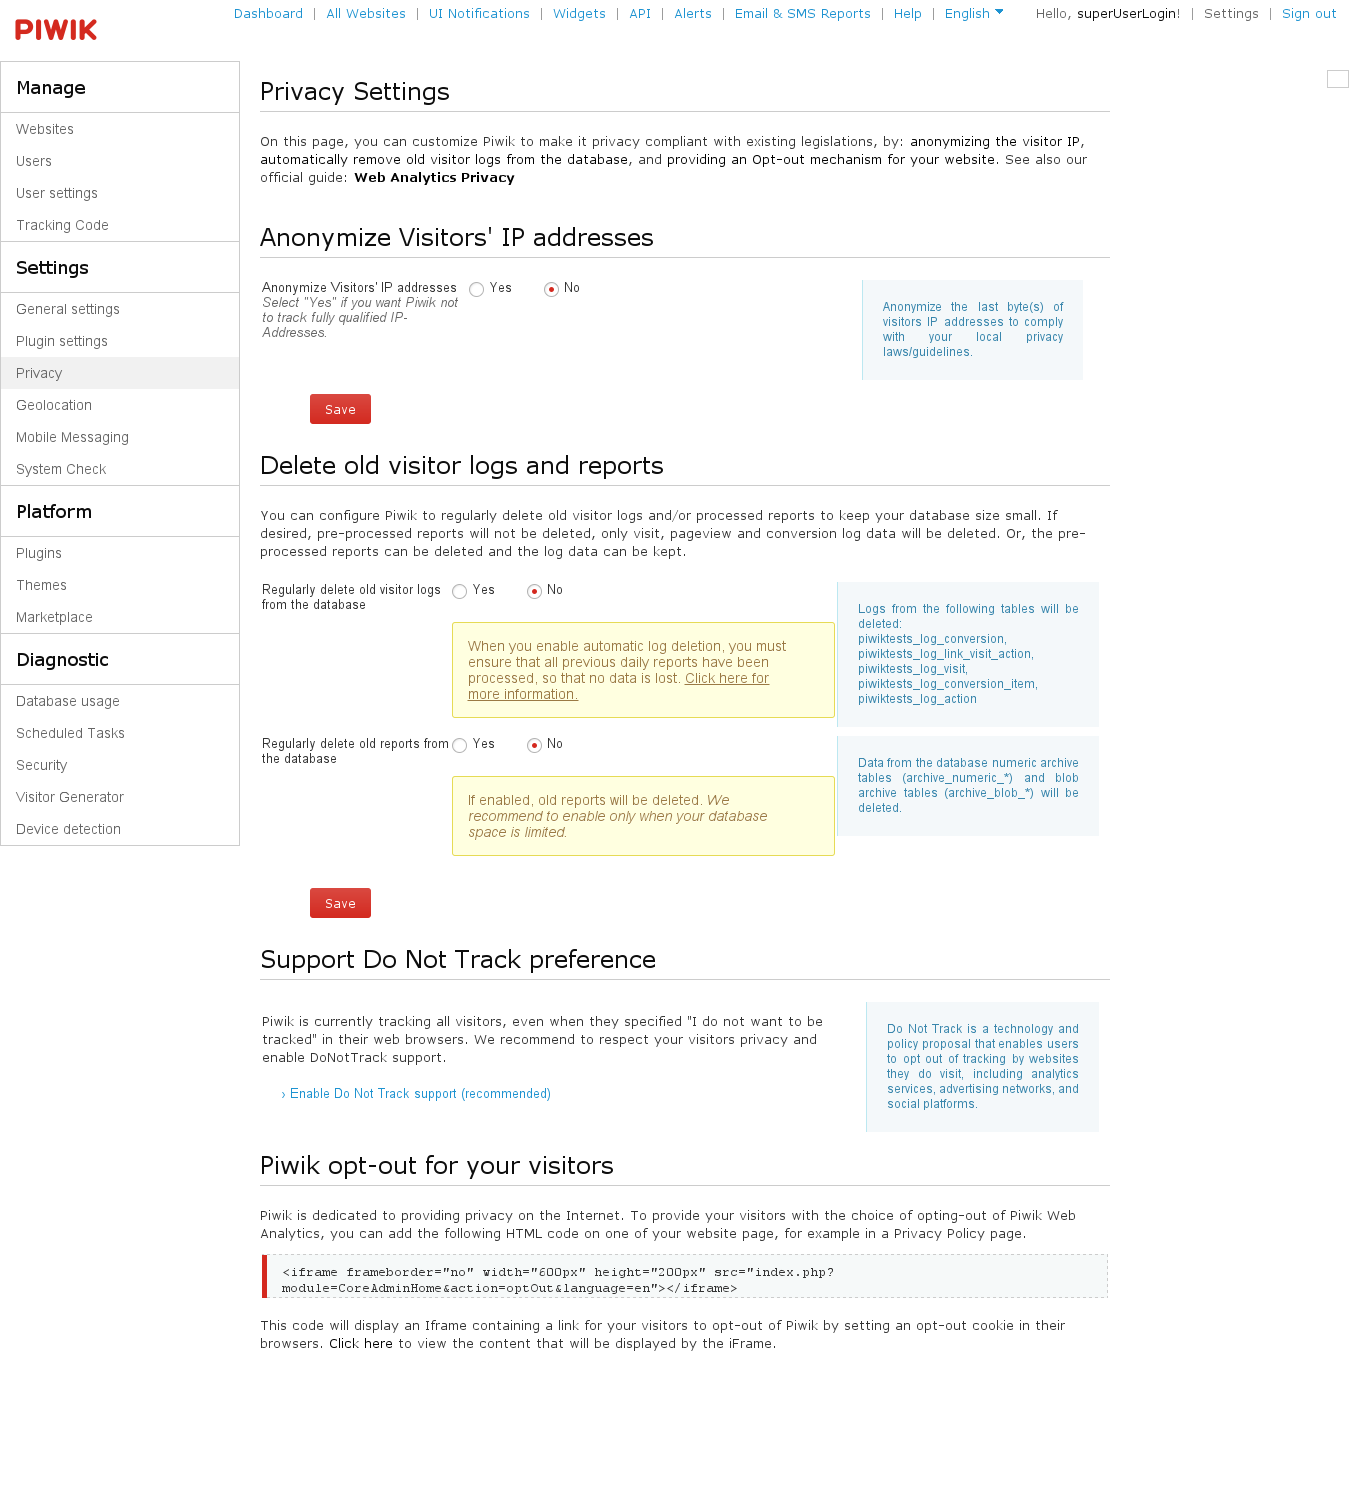 PIWIK
Dashboard | All Websites | UI Notifications | Widgets | API | Alerts | Email & SMS Reports | Help | English
Hello, superUserLogin! | Settings | Sign out
Manage
Websites
Users
User settings
Tracking Code
Settings
General settings
Plugin settings
Privacy
Geolocation
Mobile Messaging
System Check
Platform
Plugins
Themes
Marketplace
Diagnostic
Database usage
Scheduled Tasks
Security
Visitor Generator
Device detection
Privacy Settings
On this page, you can customize Piwik to make it privacy compliant with existing legislations, by: anonymizing the visitor IP,
automatically remove old visitor logs from the database, and providing an Opt-out mechanism for your website. See also our
official guide: Web Analytics Privacy
Anonymize Visitors' IP addresses
Anonymize Visitors' IP addresses
Select "Yes" if you want Piwik not
to track fully qualified IP-
Addresses.
Yes
No
Anonymize the last byte(s) of
visitors IP addresses to comply
with your local privacy
laws/guidelines.
Save
Delete old visitor logs and reports
You can configure Piwik to regularly delete old visitor logs and/or processed reports to keep your database size small. If
desired, pre-processed reports will not be deleted, only visit, pageview and conversion log data will be deleted. Or, the pre-
processed reports can be deleted and the log data can be kept.
Regularly delete old visitor logs
from the database
Yes
No
When you enable automatic log deletion, you must
ensure that all previous daily reports have been
processed, so that no data is lost. Click here for
more information.
Logs from the following tables will be
deleted:
piwiktests_log_conversion,
piwiktests_log_link_visit_action,
piwiktests_log_visit,
piwiktests_log_conversion_item,
piwiktests_log_action
Regularly delete old reports from
the database
Yes
No
If enabled, old reports will be deleted. We
recommend to enable only when your database
space is limited.
Data from the database numeric archive
tables (archive_numeric_*) and blob
archive tables (archive_blob_*) will be
deleted.
Save
Support Do Not Track preference
Piwik is currently tracking all visitors, even when they specified "I do not want to be
tracked" in their web browsers. We recommend to respect your visitors privacy and
enable DoNotTrack support.
› Enable Do Not Track support (recommended)
Do Not Track is a technology and
policy proposal that enables users
to opt out of tracking by websites
they do visit, including analytics
services, advertising networks, and
social platforms.
Piwik opt-out for your visitors
Piwik is dedicated to providing privacy on the Internet. To provide your visitors with the choice of opting-out of Piwik Web
Analytics, you can add the following HTML code on one of your website page, for example in a Privacy Policy page.
<iframe frameborder="no" width="600px" height="200px" src="index.php?
module=CoreAdminHome&action=optOut&language=en"></iframe>
This code will display an Iframe containing a link for your visitors to opt-out of Piwik by setting an opt-out cookie in their
browsers. Click here to view the content that will be displayed by the iFrame.